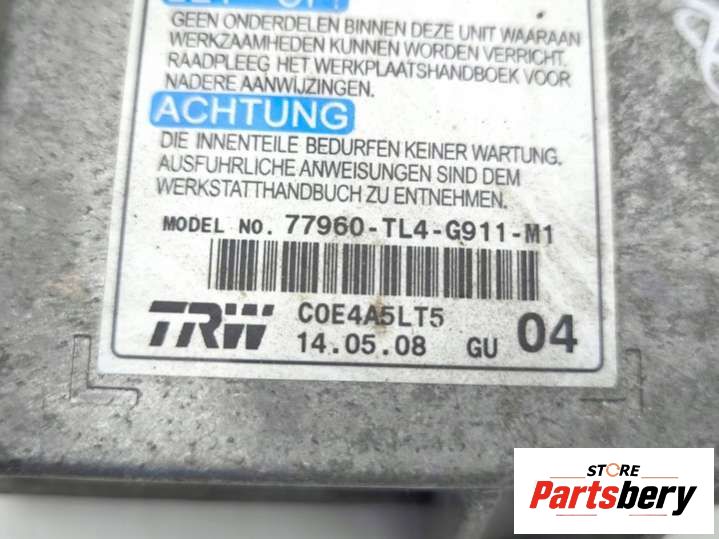 GEEN ONDERDELEN BINNEN DEZE UNIT WAARAAN
WERKZAAMHEDEN KUNNEN WORDEN VERRICHT.
RAADPLEEG HET WERKPLAATSHANDBOEK VOOR
NADERE AANWIJZINGEN.
ACHTUNG
DIE INNENTEILE BEDURFEN KEINER WARTUNG.
AUSFUHRLICHE ANWEISUNGEN SIND DEM
WERKSTATTHANDBUCH ZU ENTNEHMEN.
MODEL NO. 77960-TL4-G911-M1
TRW C0E4A5LT5
14.05.08 GU 04
STORE
Partsbery